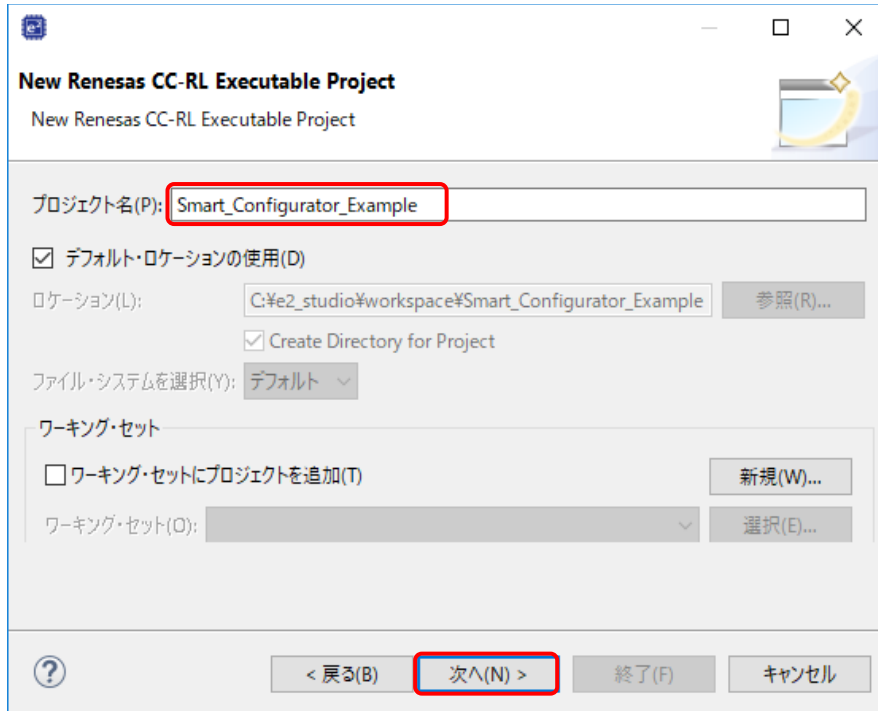 e²
New Renesas CC-RL Executable Project
New Renesas CC-RL Executable Project
プロジェクト名(P): Smart_Configurator_Example
デフォルト・ロケーションの使用(D)
ロケーション(L): C:¥e2_studio¥workspace¥Smart_Configurator_Example 参照(R)...
Create Directory for Project
ファイル・システムを選択(Y): デフォルト
ワーキング・セット
ワーキング・セットにプロジェクトを追加(T) 新規(W)...
ワーキング・セット(O): 選択(E)...
? < 戻る(B) 次へ(N) > 終了(F) キャンセル